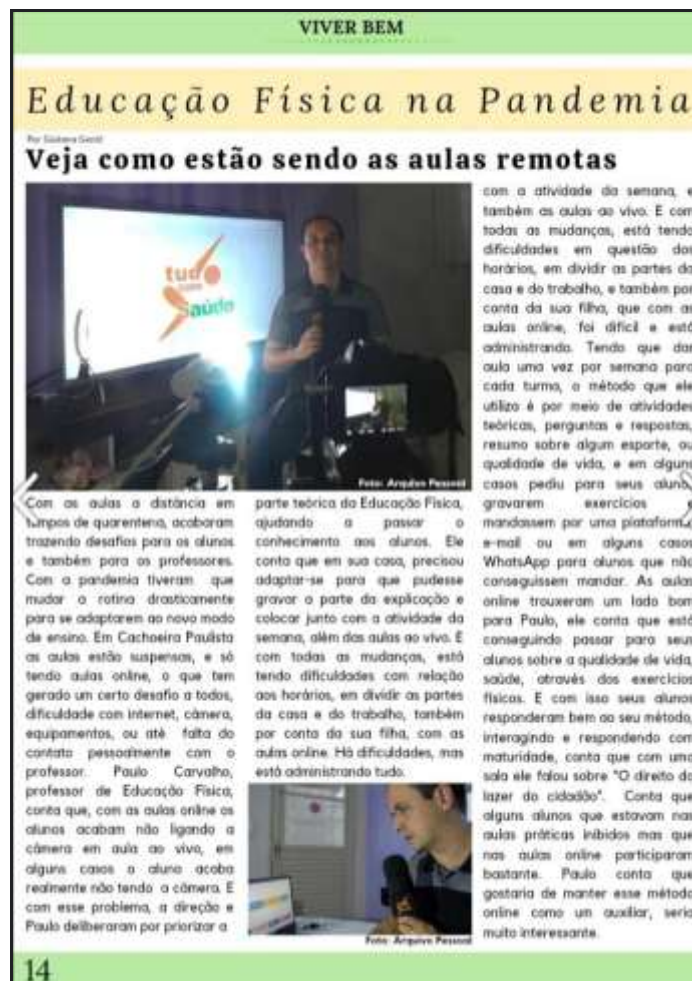 VIVER BEM
Educação Física na Pandemia
Veja como estão sendo as aulas remotas
tudo
com
Saúde
Foto: Arquivo Pessoal
Com as aulas a distância em
tempos de quarentena, acabaram
trazendo desafios para os alunos
e também para os professores.
Com a pandemia tiveram que
mudar a rotina drasticamente
para se adaptarem ao novo modo
de ensino. Em Cachoeira Paulista
as aulas estão suspensas, e só
tendo aulas online, o que tem
gerado um certo desafio a todos,
dificuldade com internet, câmera,
equipamentos, ou até falta do
contato pessoalmente com o
professor. Paulo Carvalho,
professor de Educação Física,
conta que, com as aulas online os
alunos acabam não ligando a
câmera em aula ao vivo, em
alguns casos o aluno acaba
realmente não tendo a câmera. E
com esse problema, a direção e
Paulo deliberaram por priorizar a
parte teórica da Educação Física,
ajudando a passar o
conhecimento aos alunos. Ele
conta que em sua casa, precisou
adaptar-se para que pudesse
gravar a parte da explicação e
colocar junto com a atividade da
semana, além das aulas ao vivo. E
com todas as mudanças, está
tendo dificuldades com relação
aos horários, em dividir as partes
da casa e do trabalho, também
por conta da sua filha, com as
aulas online. Há dificuldades, mas
está administrando tudo.
Foto: Arquivo Pessoal
com a atividade da semana, e
também as aulas ao vivo. E com
todas as mudanças, está tendo
dificuldades em questão dos
horários, em dividir as partes da
casa e do trabalho, e também por
conta da sua filha, que com as
aulas online, foi difícil e está
administrando. Tendo que dar
aula uma vez por semana para
cada turma, o método que ele
utiliza é por meio de atividades
teóricas, perguntas e respostas,
resumo sobre algum esporte, ou
qualidade de vida, e em alguns
casos pediu para seus alunos
gravarem exercícios
mandassem por uma plataforma,
e-mail ou em alguns casos
WhatsApp para alunos que não
conseguissem mandar. As aulas
online trouxeram um lado bom
para Paulo, ele conta que está
conseguindo passar para seus
alunos sobre a qualidade de vida,
saúde, através dos exercícios
físicos. E com isso seus alunos
responderam bem ao seu método,
interagindo e respondendo com
maturidade, conta que com uma
sala ele falou sobre "O direito do
lazer do cidadão". Conta que
alguns alunos que estavam nas
aulas práticas inibidos mas que
nas aulas online participaram
bastante. Paulo conta que
gostaria de manter esse método
online como um auxiliar, seria
muito interessante.
14